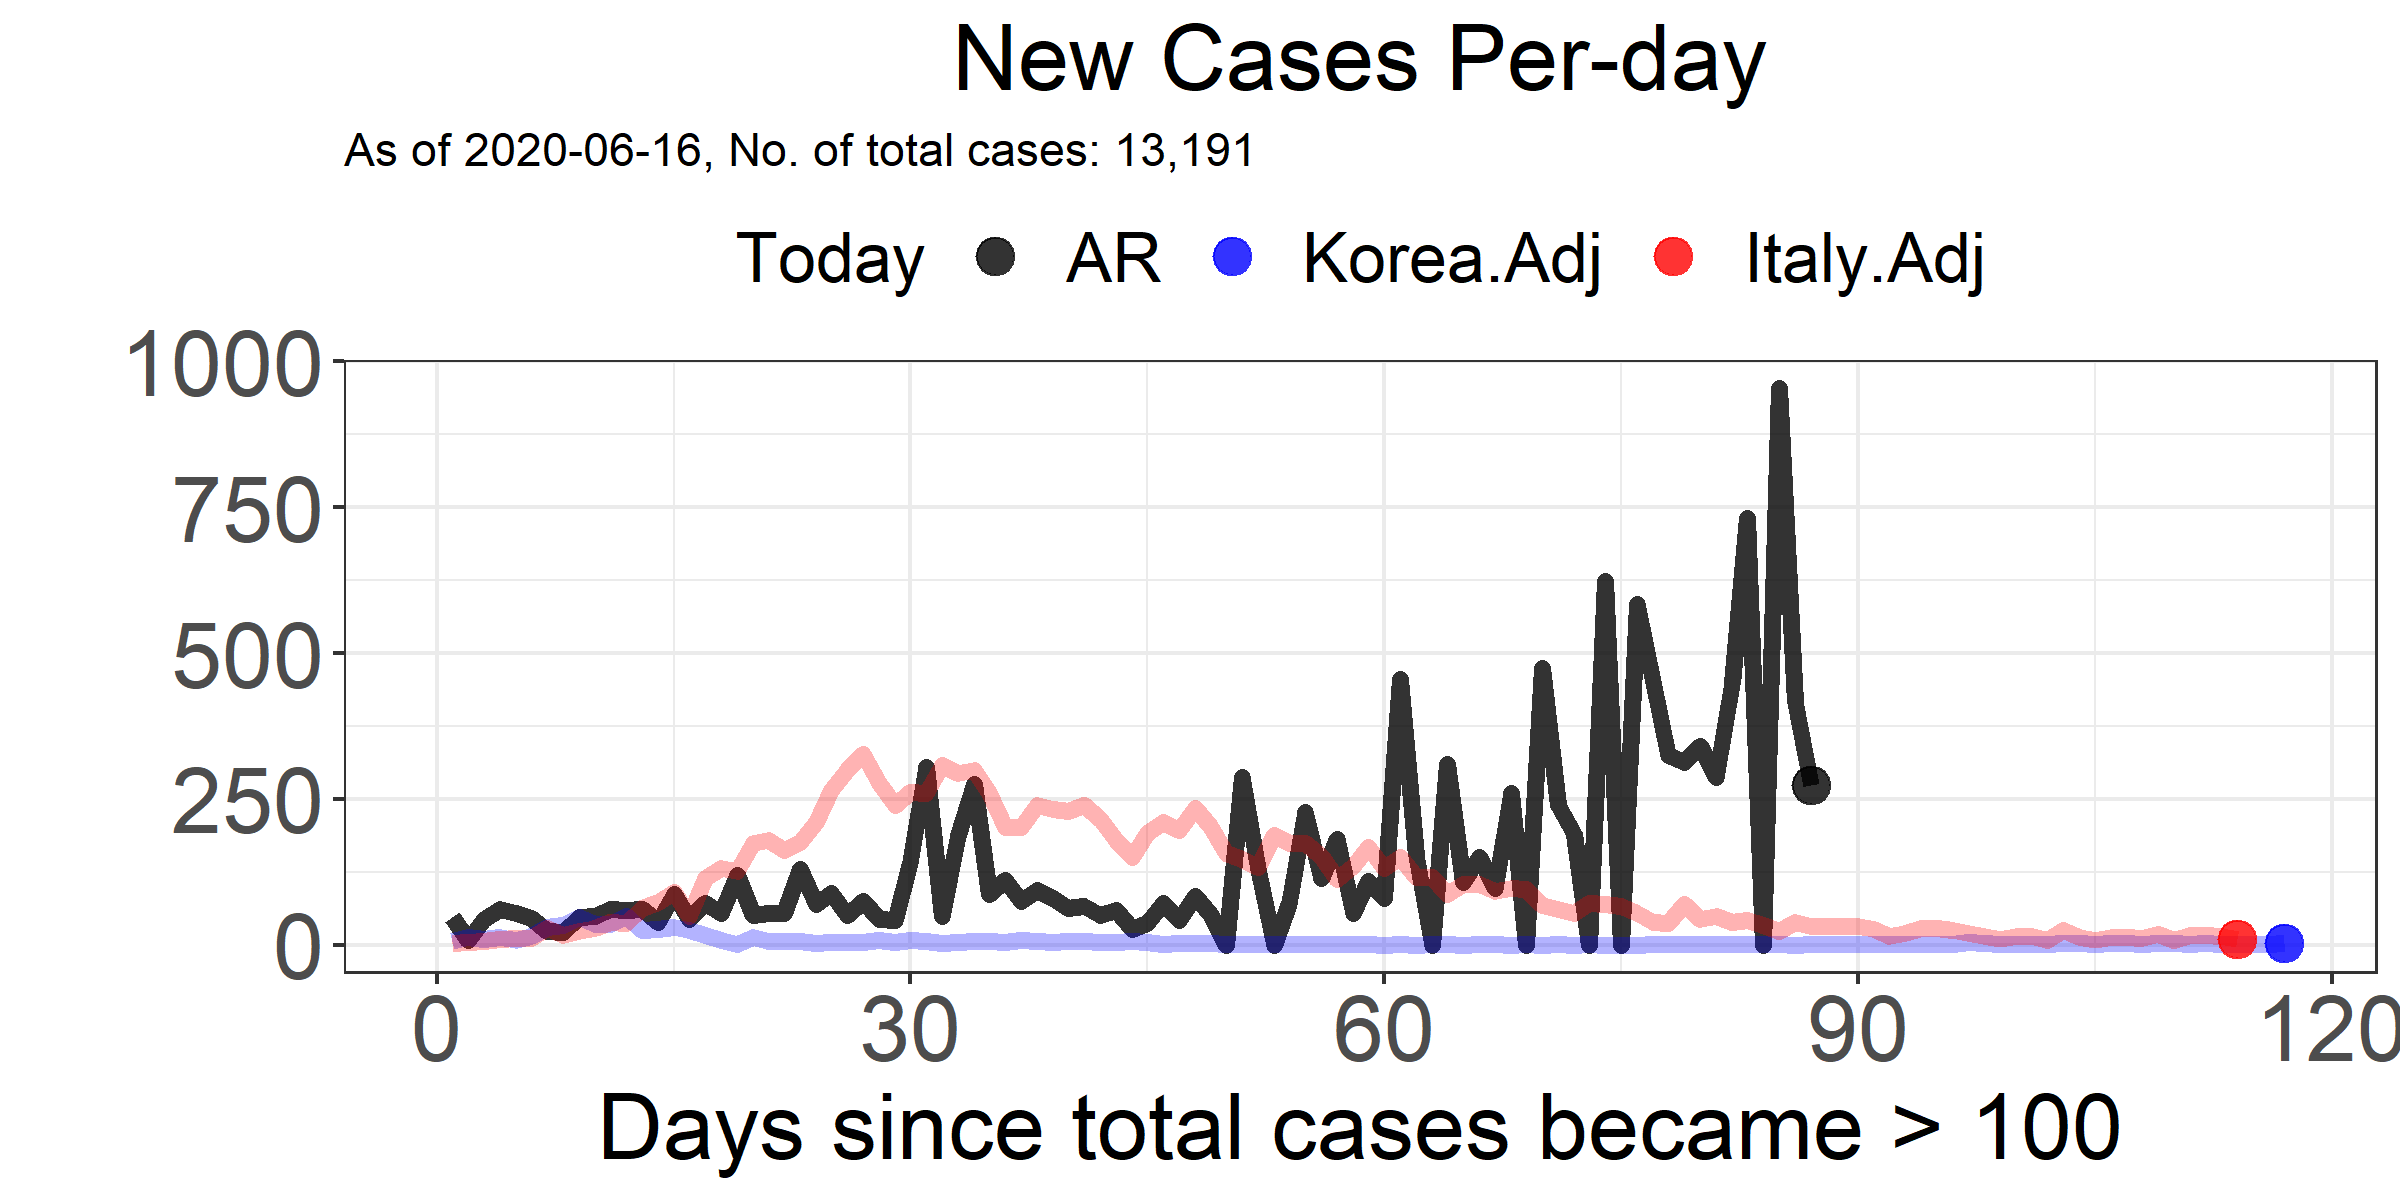 New Cases Per-day
As of 2020-06-16, No. of total cases: 13,191
Today AR Korea.Adj Italy.Adj
1000
750
500
250
0
0 30 60 90 120
Days since total cases became > 100